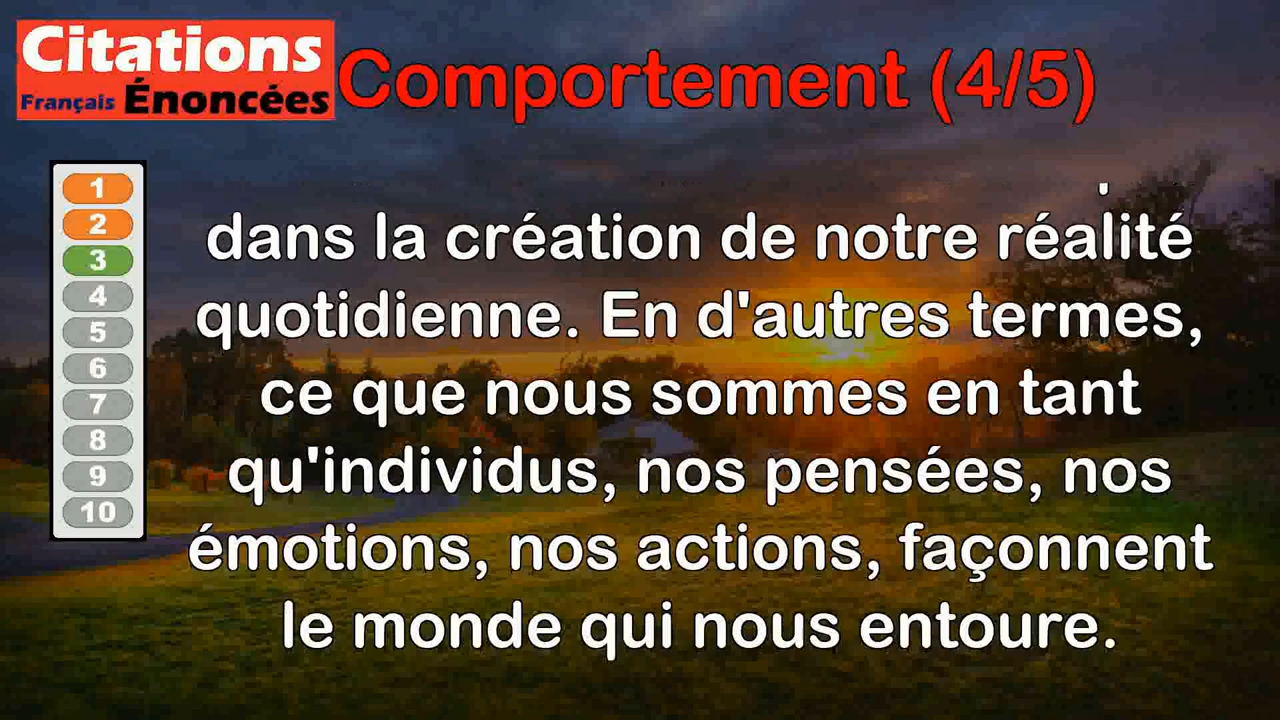 Citations
Français Énoncées
Comportement (4/5)
1
2
3
4
5
6
7
8
9
10
dans la création de notre réalité
quotidienne. En d'autres termes,
ce que nous sommes en tant
qu'individus, nos pensées, nos
émotions, nos actions, façonnent
le monde qui nous entoure.